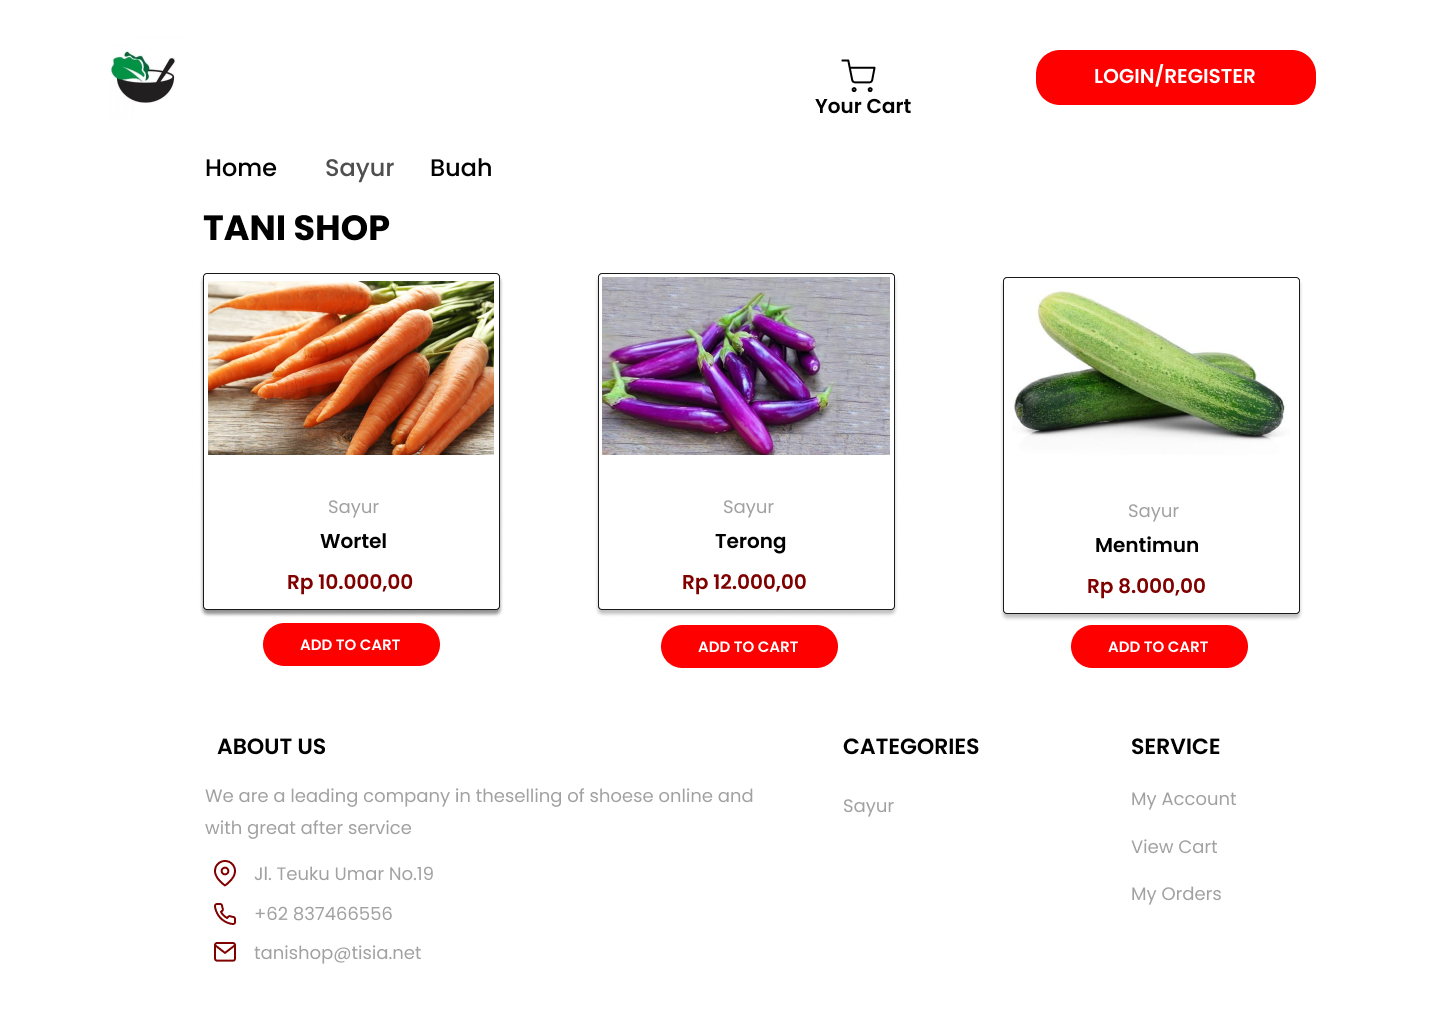 Your Cart
LOGIN/REGISTER
Home
Sayur
Buah
TANI SHOP
Sayur
Wortel
Rp 10.000,00
ADD TO CART
Sayur
Terong
Rp 12.000,00
ADD TO CART
Sayur
Mentimun
Rp 8.000,00
ADD TO CART
ABOUT US
We are a leading company in theselling of shoese online and
with great after service
Jl. Teuku Umar No.19
+62 837466556
tanishop@tisia.net
CATEGORIES
Sayur
SERVICE
My Account
View Cart
My Orders